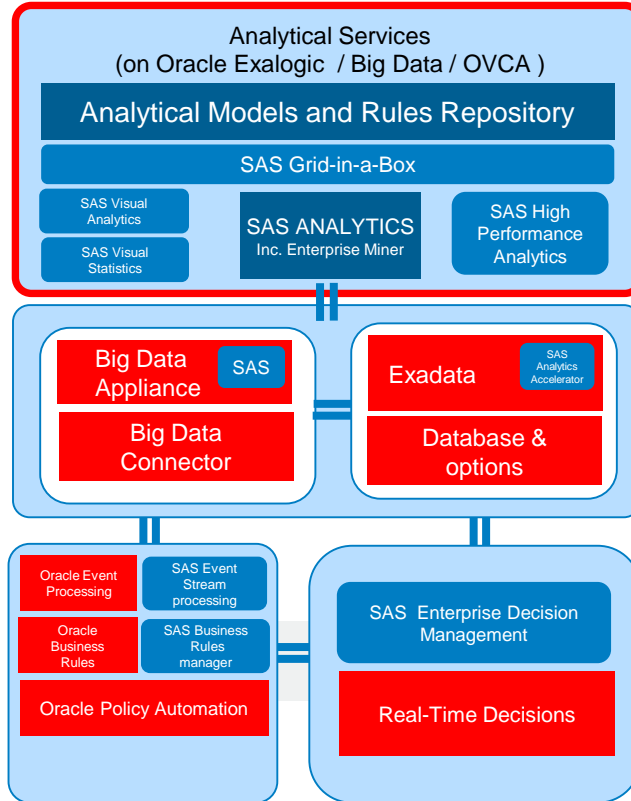 Analytical Services
(on Oracle Exalogic / Big Data / OVCA )
Analytical Models and Rules Repository
SAS Grid-in-a-Box
SAS Visual
Analytics
SAS Visual
Statistics
SAS ANALYTICS
Inc. Enterprise Miner
SAS High
Performance
Analytics
Big Data
Appliance
SAS
Big Data
Connector
Exadata
SAS
Analytics
Accelerator
Database &
options
Oracle Event
Processing
SAS Event
Stream
processing
Oracle
Business
Rules
SAS Business
Rules
manager
Oracle Policy Automation
SAS Enterprise Decision
Management
Real-Time Decisions